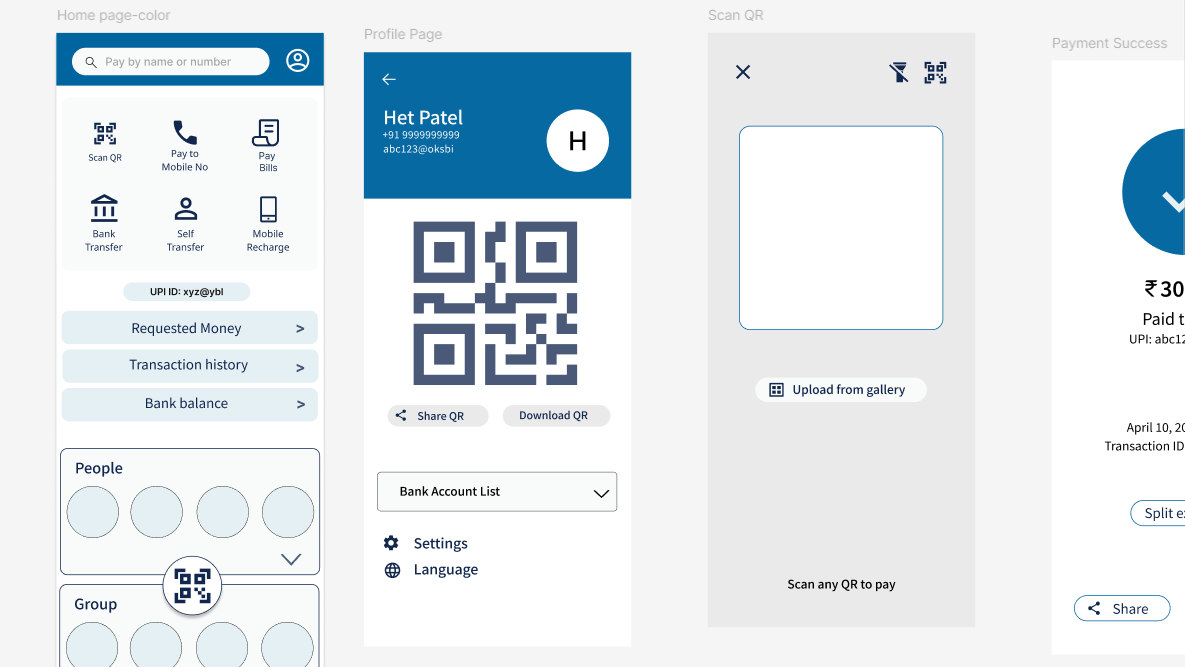 Home page-color
Pay by name or number
Scan QR
Pay to
Mobile No
Pay
Bills
Bank
Transfer
Self
Transfer
Mobile
Recharge
UPI ID: xyz@ybl
Requested Money >
Transaction history >
Bank balance >
People
Group
Profile Page
Het Patel
+91 9999999999
abc123@oksbi
H
Share QR
Download QR
Bank Account List
Settings
Language
Scan QR
Upload from gallery
Scan any QR to pay
Payment Success
₹ 30
Paid t
UPI: abc12
April 10, 20
Transaction ID
Split e
Share